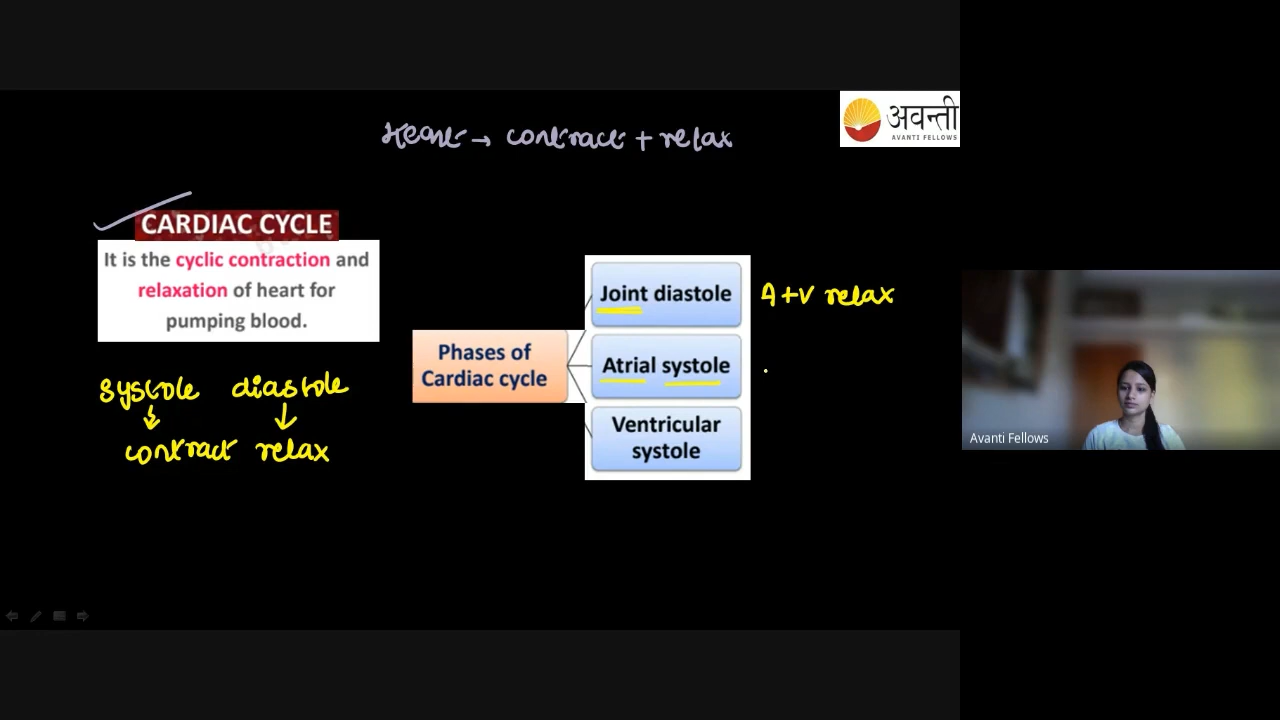 Heart → contract + relax
अवन्ती
AVANTI FELLOWS
CARDIAC CYCLE
It is the cyclic contraction and
relaxation of heart for
pumping blood.
systole diastole
contract relax
Phases of
Cardiac cycle
Joint diastole
A+V relax
Atrial systole
Ventricular
systole
Avanti Fellows